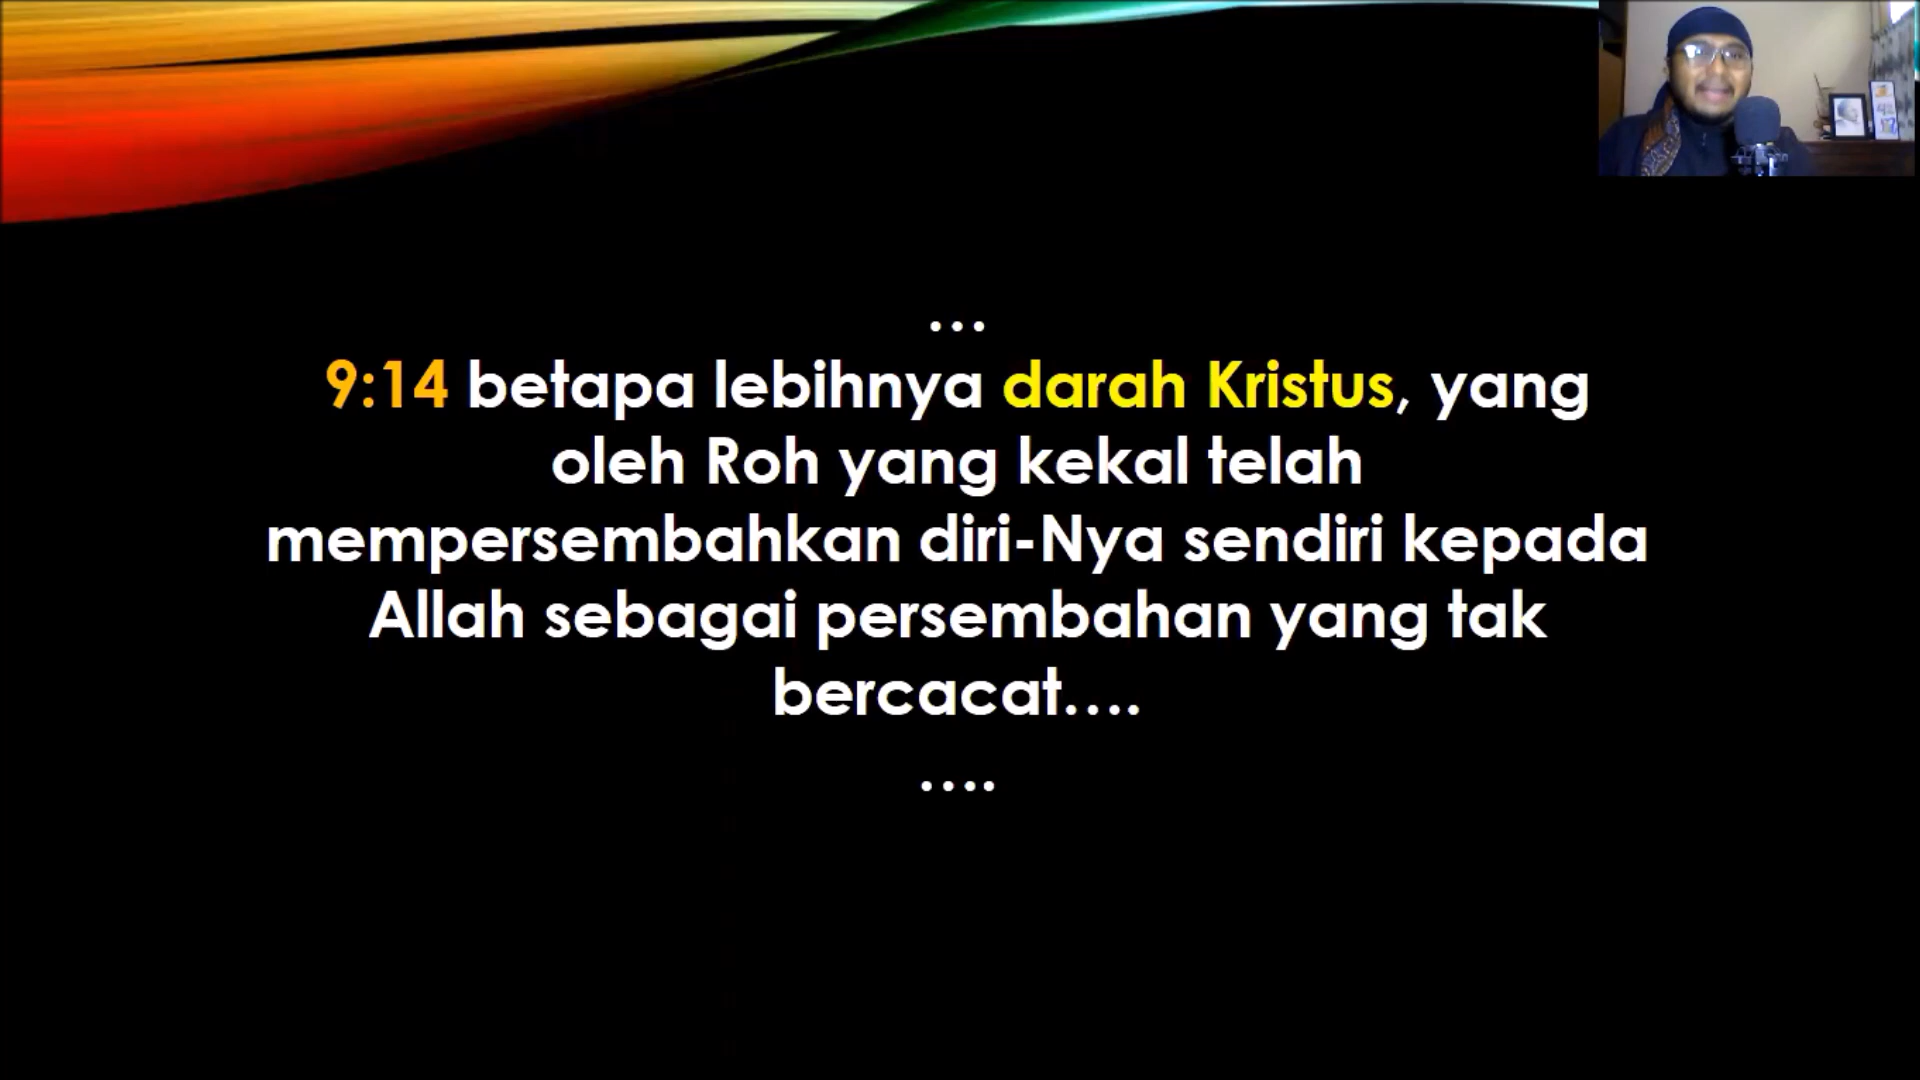 ...
9:14 betapa lebihnya darah Kristus, yang
oleh Roh yang kekal telah
mempersembahkan diri-Nya sendiri kepada
Allah sebagai persembahan yang tak
bercacat....
....